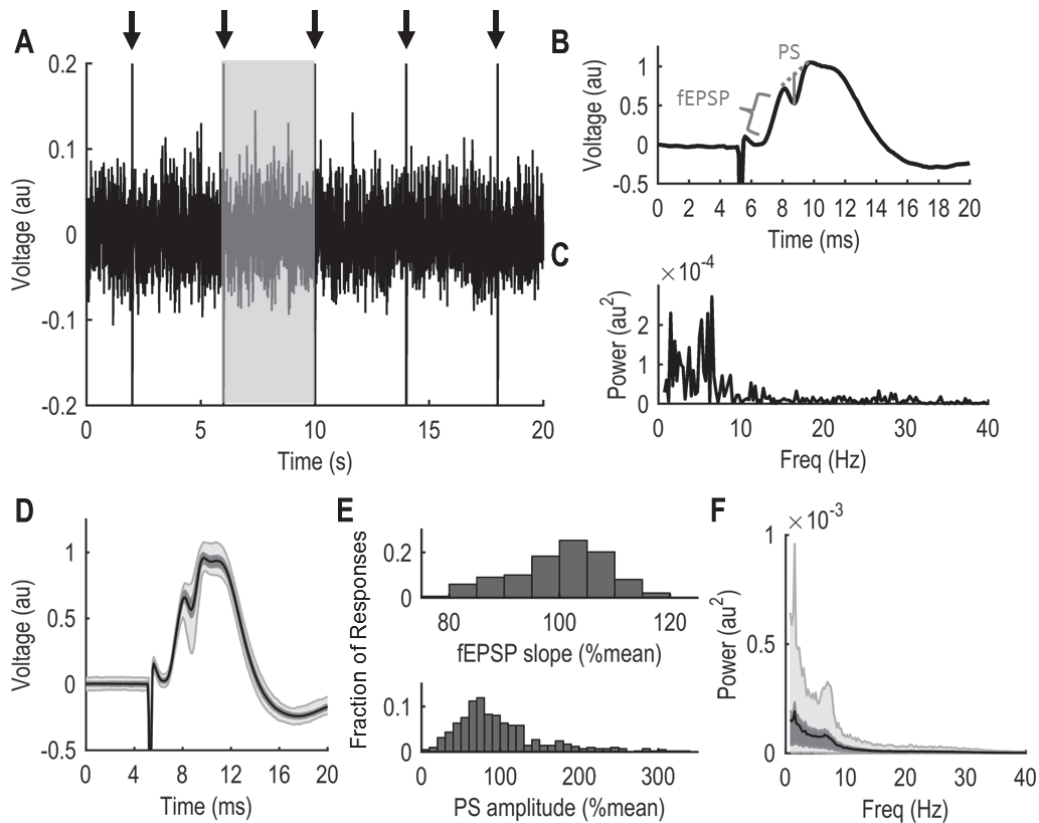 A
0.2
0.1
0
-0.1
-0.2
Voltage (au)
0 5 10 15 20
Time (s)
B
PS
fEPSP
1
0.5
0
-0.5
Voltage (au)
0 2 4 6 8 10 12 14 16 18 20
Time (ms)
C
×10-4
2
1
0
Power (au2)
0 10 20 30 40
Freq (Hz)
D
1
0.5
0
-0.5
Voltage (au)
0 4 8 12 16 20
Time (ms)
E
Fraction of Responses
0.2
0
80 100 120
fEPSP slope (%mean)
0.1
0
0 100 200 300
PS amplitude (%mean)
F
×10-3
1
0.5
0
Power (au2)
0 10 20 30 40
Freq (Hz)